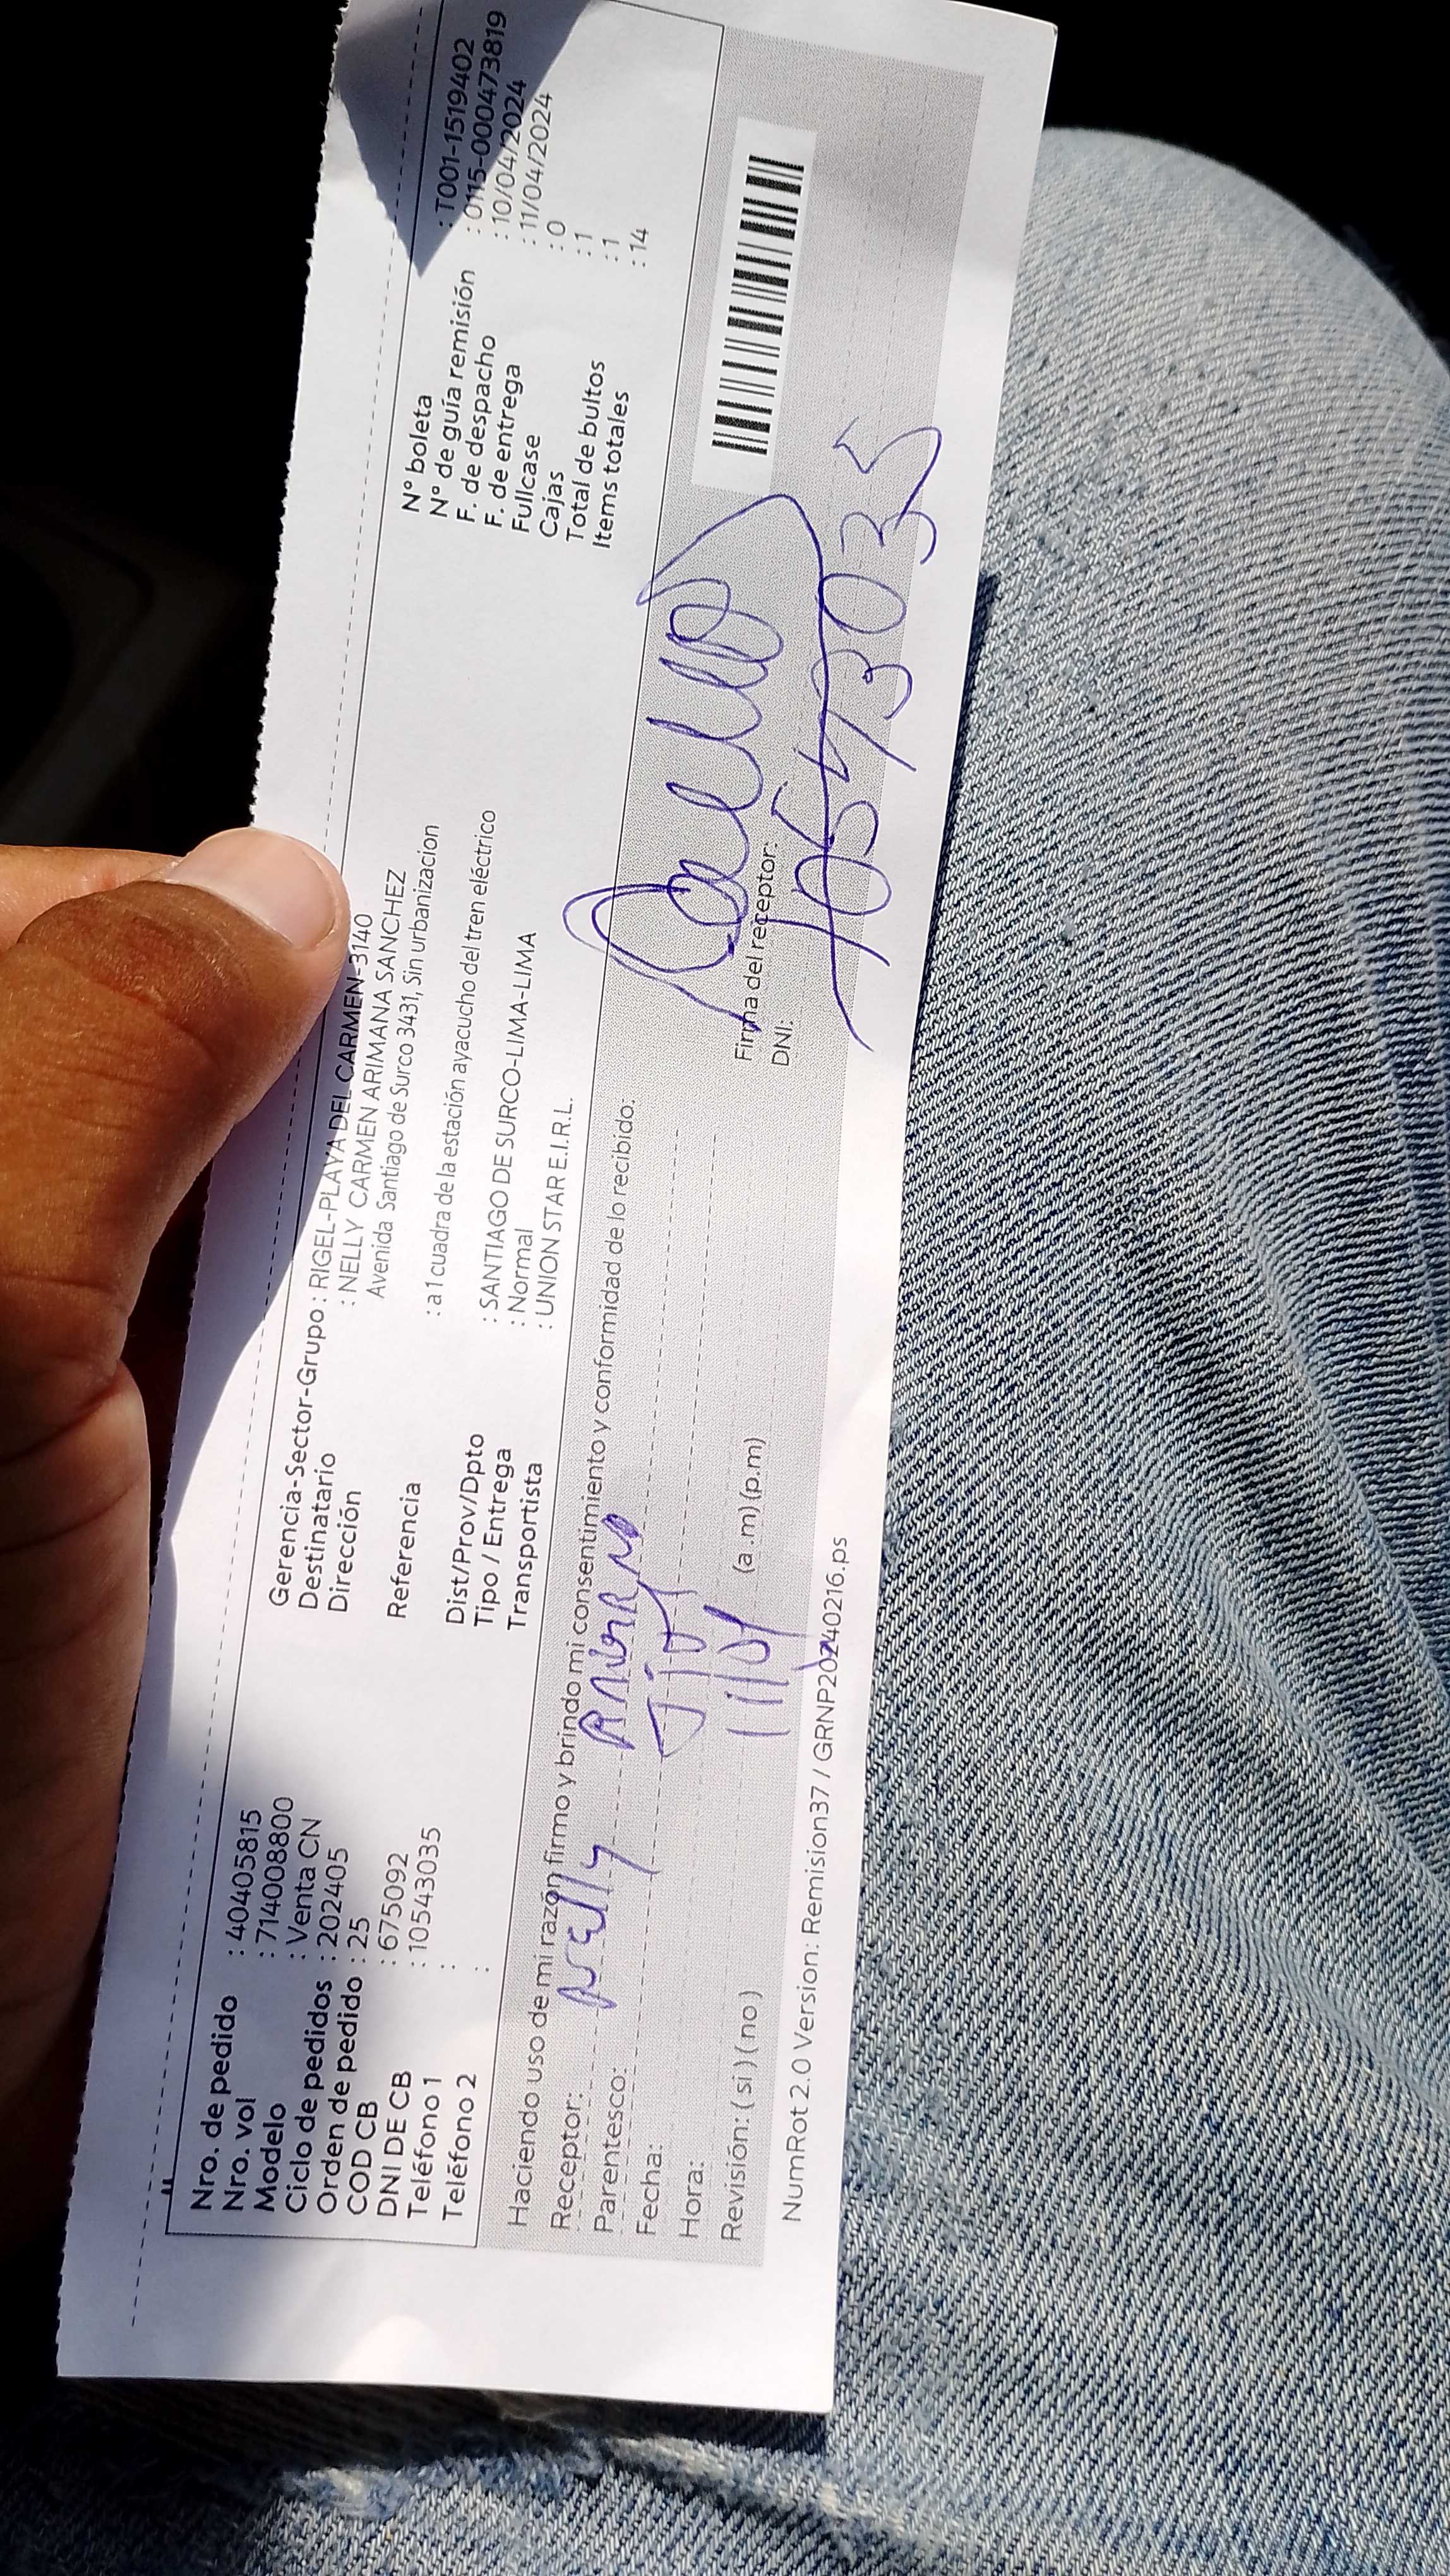 Nro. de pedido : 40405815
Nro. vol : 714008800
Modelo : Venta CN
Ciclo de pedidos : 202405
Orden de pedido : 25
COD CB : 675092
DNI DE CB : 10543035
Teléfono 1 :
Teléfono 2 :
Gerencia-Sector-Grupo : RIGEL-PLAYA DEL CARMEN-3140
Destinatario : NELLY CARMEN ARIMANA SANCHEZ
Dirección Avenida Santiago de Surco 3431, Sin urbanizacion
Referencia : a 1 cuadra de la estación ayacucho del tren eléctrico
Dist/Prov/Dpto : SANTIAGO DE SURCO-LIMA-LIMA
Tipo / Entrega : Normal
Transportista : UNION STAR E.I.R.L.
N° boleta : T001-1519402
N° de guía remisión : 0115-000473819
F. de despacho : 10/04/2024
F. de entrega : 11/04/2024
Fullcase : 0
Cajas : 1
Total de bultos : 1
Items totales : 14
Haciendo uso de mi razón firmo y brindo mi consentimiento y conformidad de lo recibido:
Receptor: Nelly
Parentesco:
Fecha:
Hora: (a .m) (p.m)
Revisión: ( si ) ( no )
Firma del receptor:
DNI: 10543035
NumRot 2.0 Version: Remision37 / GRNP20240216.ps